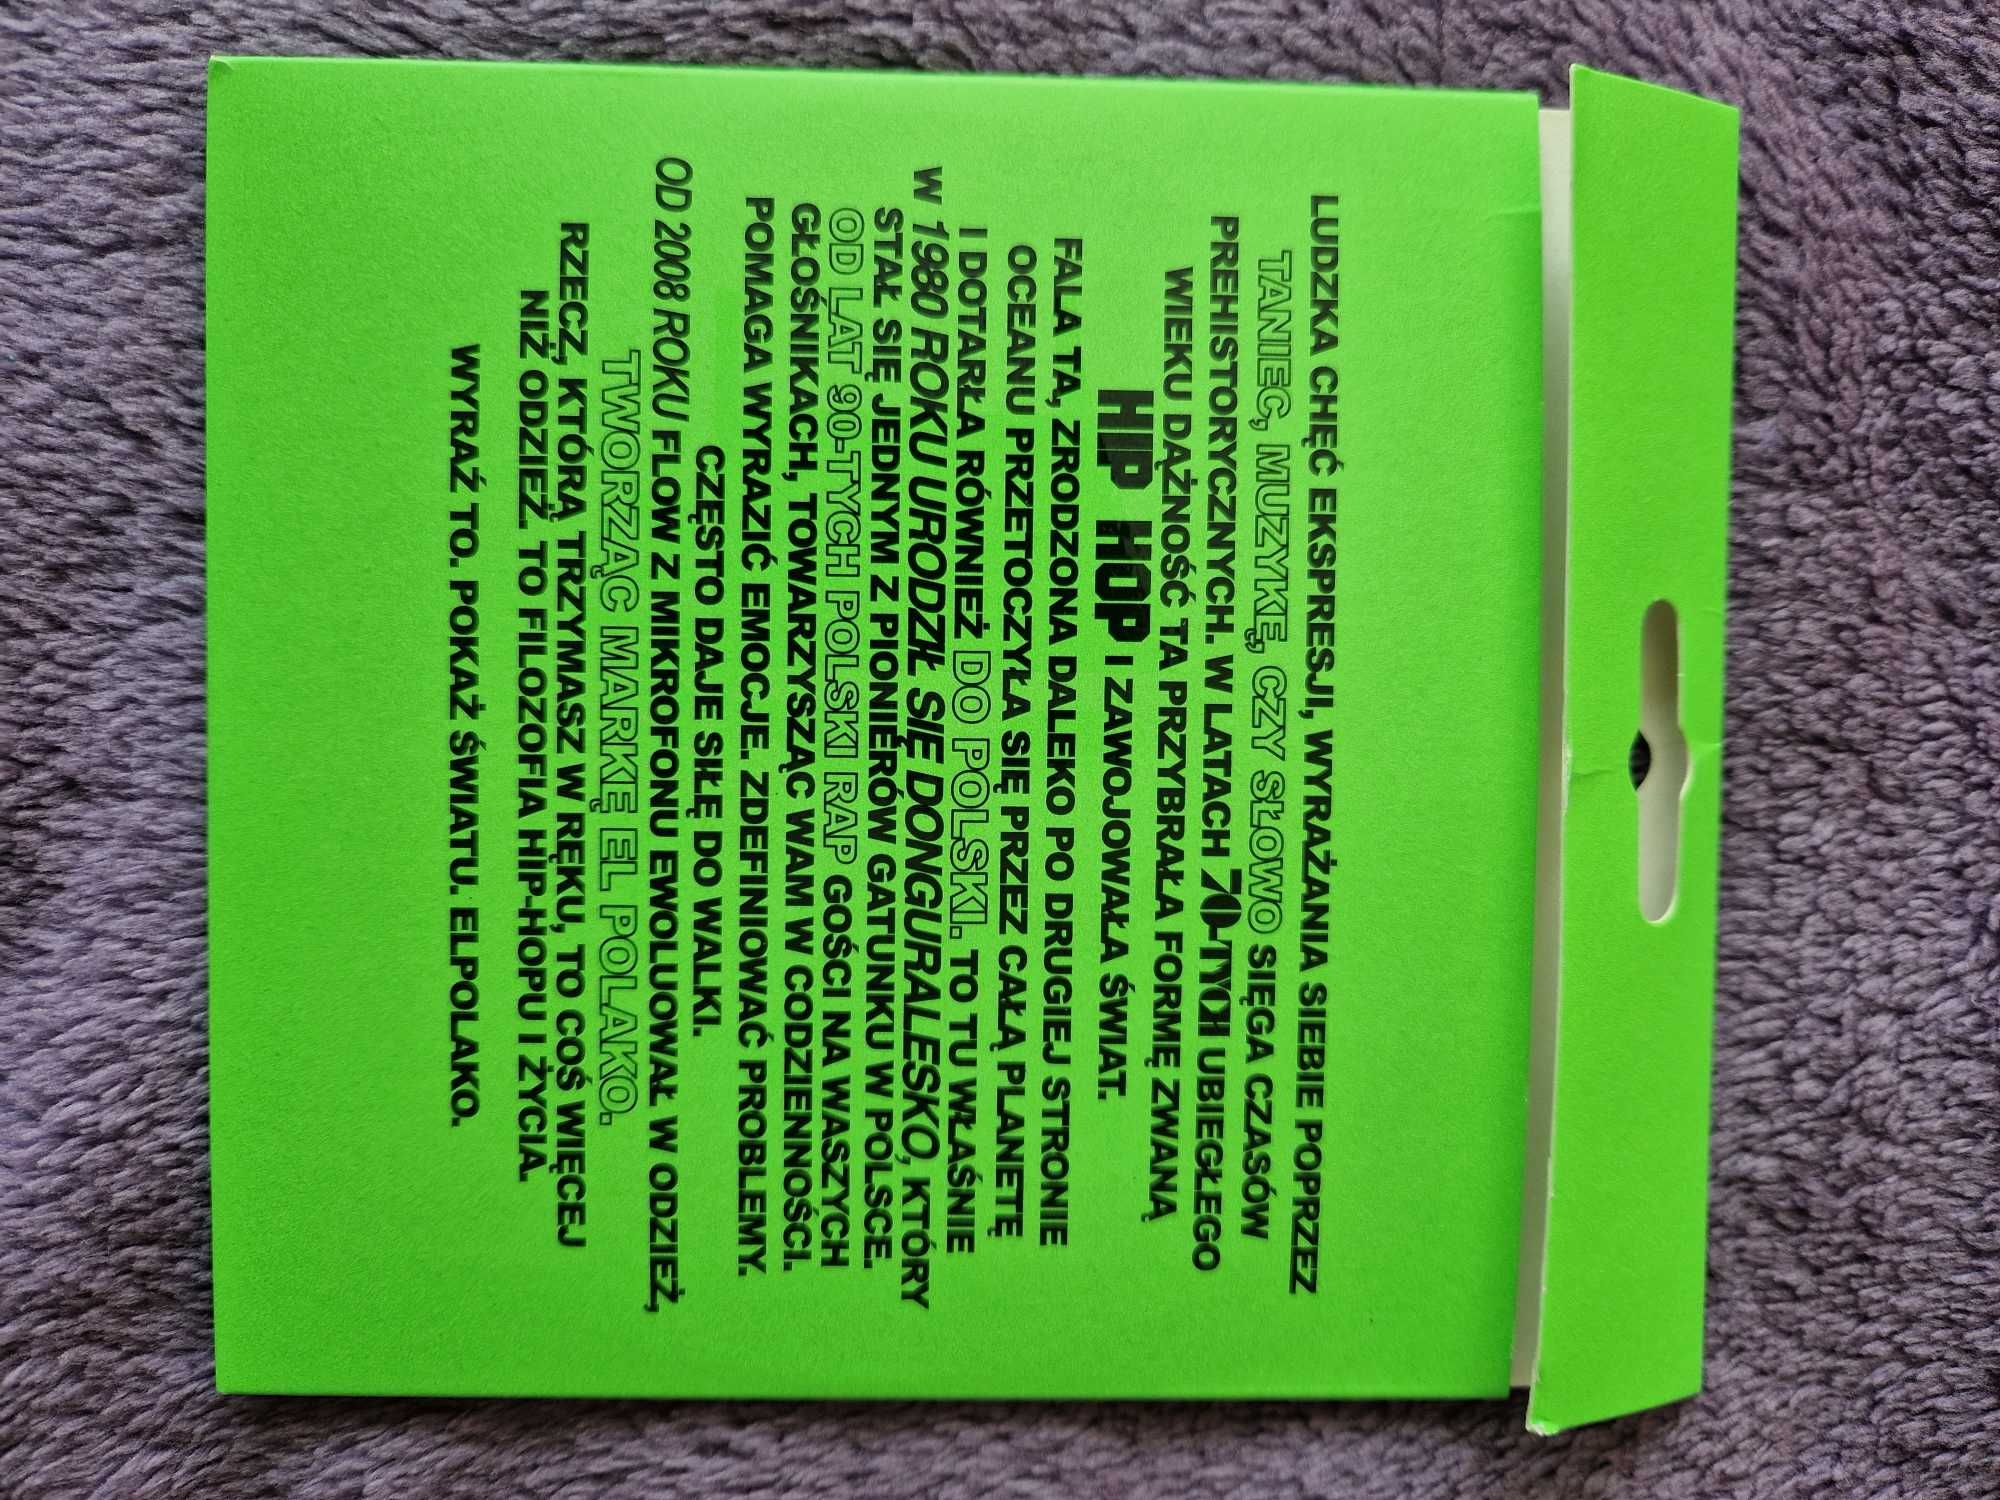 LUDZKA CHĘĆ EKSPRESJI, WYRAŻANIA SIEBIE POPRZEZ
TANIEC, MUZYKĘ, CZY SŁOWO SIĘGA CZASÓW
PREHISTORYCZNYCH. W LATACH 70-TYCH UBIEGŁEGO
WIEKU DĄŻNOŚĆ TA PRZYBRAŁA FORMĘ ZWANĄ
HIP HOP I ZAWOJOWAŁA ŚWIAT.
FALA TA, ZRODZONA DALEKO PO DRUGIEJ STRONIE
OCEANU PRZETOCZYŁA SIĘ PRZEZ CAŁĄ PLANETĘ
I DOTARŁA RÓWNIEŻ DO POLSKI. TO TU WŁAŚNIE
W 1980 ROKU URODZIŁ SIĘ DONGURALESKO, KTÓRY
STAŁ SIĘ JEDNYM Z PIONIERÓW GATUNKU W POLSCE.
OD LAT 90-TYCH POLSKI RAP GOŚCI NA WASZYCH
GŁOŚNIKACH, TOWARZYSZĄC WAM W CODZIENNOŚCI.
POMAGA WYRAZIĆ EMOCJE. ZDEFINIOWAĆ PROBLEMY.
CZĘSTO DAJE SIŁĘ DO WALKI.
OD 2008 ROKU FLOW Z MIKROFONU EWOLUOWAŁ W ODZIEŻ,
TWORZĄC MARKĘ EL POLAKO.
RZECZ, KTÓRĄ TRZYMASZ W RĘKU, TO COŚ WIĘCEJ
NIŻ ODZIEŻ. TO FILOZOFIA HIP-HOPU I ŻYCIA.
WYRAŹ TO. POKAŻ ŚWIATU. ELPOLAKO.